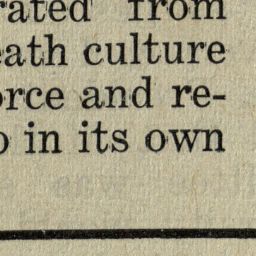 rated from
eath culture
orce and re-
o in its own